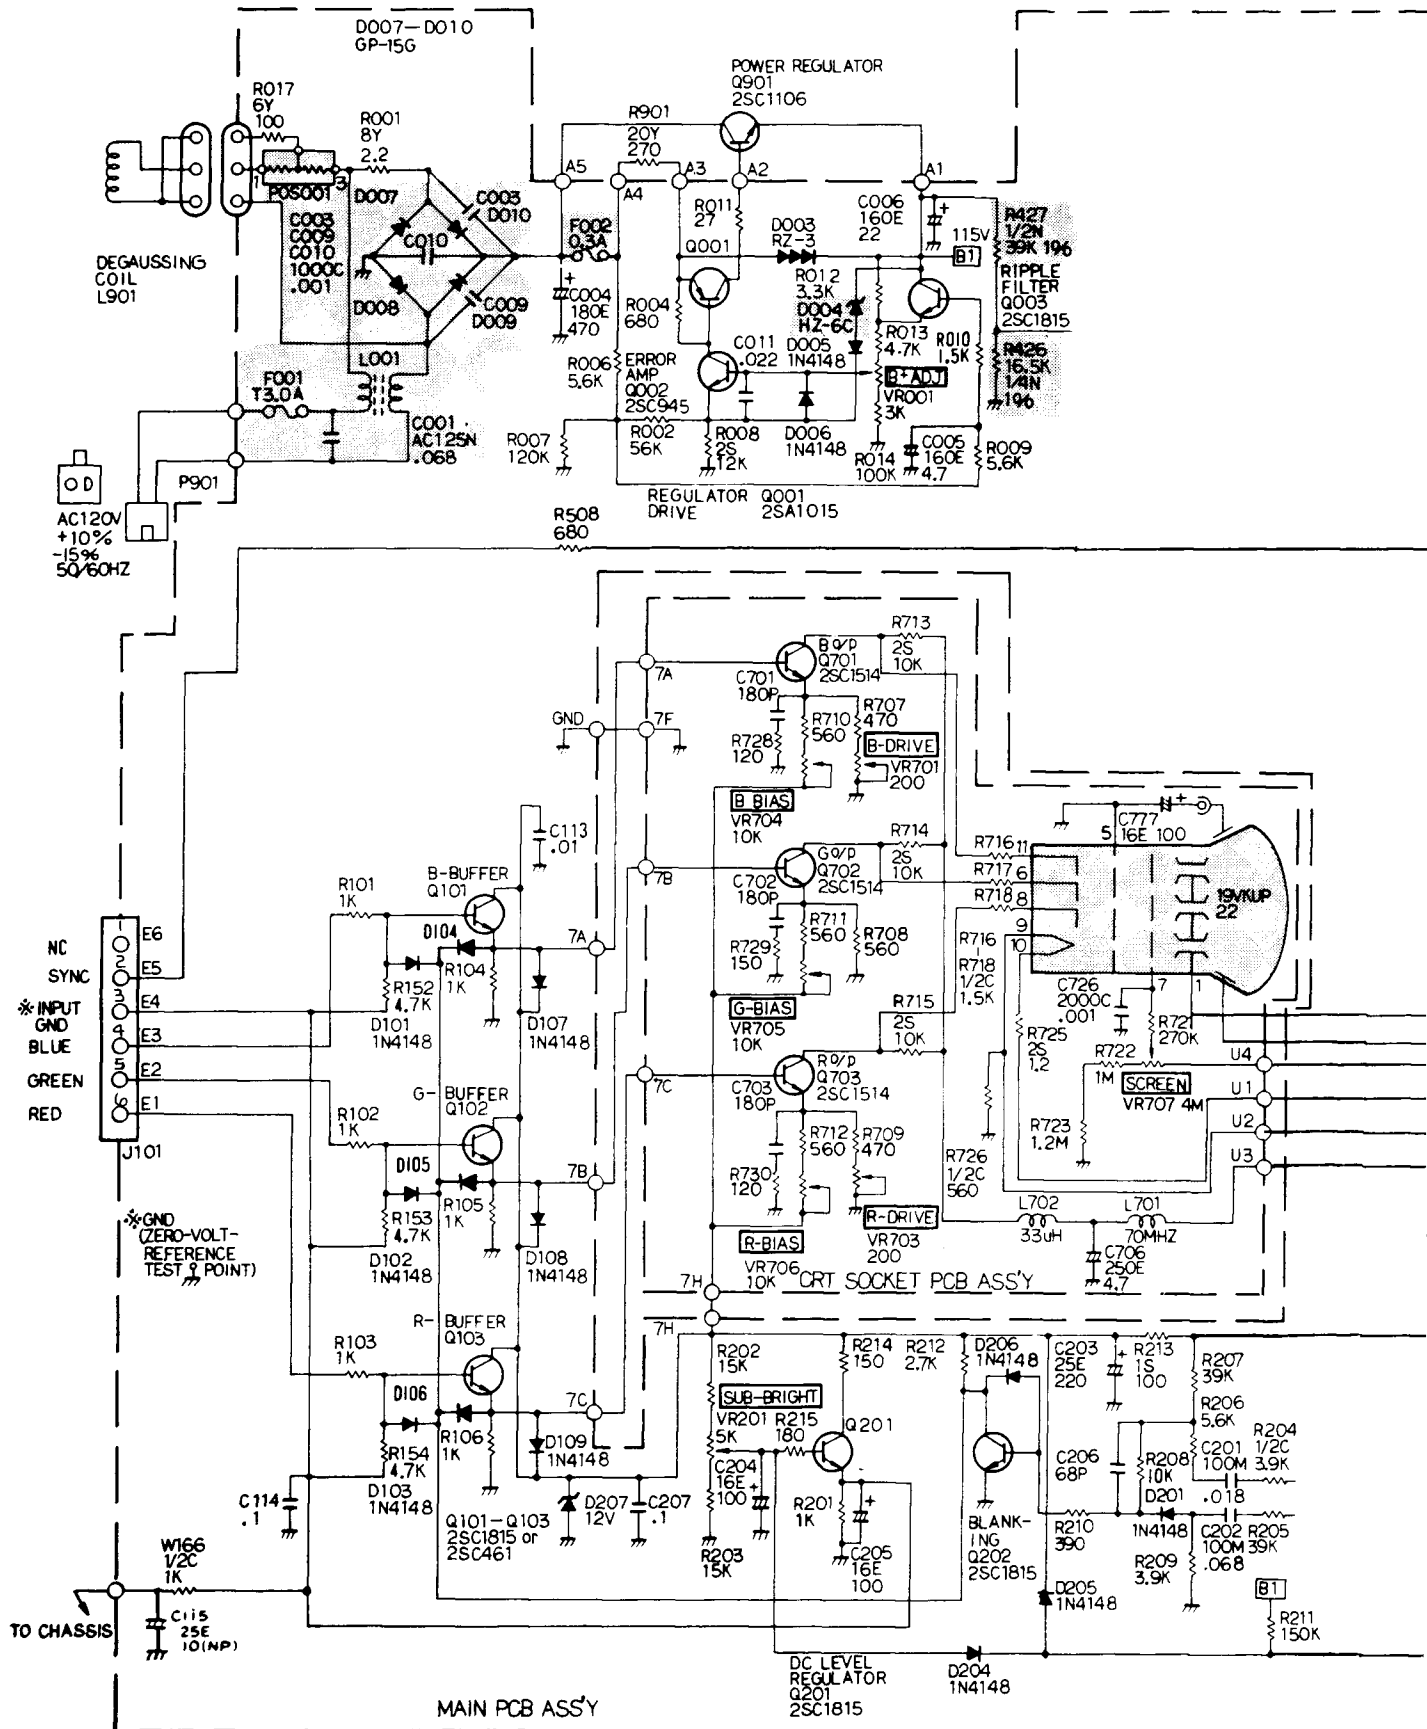 D007-D010
GP-15G
R017
6Y
100
R001
8Y
2.2
POS001
1
3
D007
C003
D010
C003
C009
C010
1000C
.001
C010
D008
C009
D009
DEGAUSSING
COIL
L901
L001
F001
T3.0A
C001
AC125N
.068
P901
AC120V
+10%
-15%
50/60HZ
POWER REGULATOR
Q901
2SC1106
R901
20Y
270
A5
A4
A3
A2
A1
F002
0.3A
C004
180E
470
R011
27
Q001
R004
680
D003
RZ-3
C006
160E
22
115V
B1
R427
1/2N
39K 1%
RIPPLE
FILTER
Q003
2SC1815
R012
3.3K
D004
HZ-6C
D005
1N4148
R013
4.7K
R010
1.5K
R426
16.5K
1/4N
1%
R006
5.6K
ERROR
AMP
Q002
2SC945
C011
.022
B+ADJ
VR001
3K
R007
120K
R002
56K
R008
2S
12K
D006
1N4148
R014
100K
C005
160E
4.7
R009
5.6K
REGULATOR Q001
DRIVE 2SA1015
R508
680
7A
B O/P
Q701
2SC1514
R713
2S
10K
C701
180P
GND
7F
R728
120
R710
560
R707
470
B-DRIVE
VR701
200
B BIAS
VR704
10K
7B
G O/P
Q702
2SC1514
R714
2S
10K
C702
180P
R729
150
R711
560
R708
560
G-BIAS
VR705
10K
7C
R O/P
Q703
2SC1514
R715
2S
10K
C703
180P
R730
120
R712
560
R709
470
R-DRIVE
VR703
200
R-BIAS
VR706
10K
CRT SOCKET PCB ASS'Y
7H
R716
R717
R718
11
6
8
9
10
5
7
1
C777
16E 100
19VKUP
22
R716
-
R718
1/2C
1.5K
C726
2000C
.001
R725
2S
1.2
R721
270K
R722
1M
SCREEN
VR707 4M
R723
1.2M
R726
1/2C
560
U4
U1
U2
U3
L702
33uH
L701
70MHZ
C706
250E
4.7
C113
.01
B-BUFFER
Q101
R101
1K
D104
7A
R104
1K
R152
4.7K
D101
1N4148
D107
1N4148
1
2
3
4
5
6
E6
E5
E4
E3
E2
E1
NC
SYNC
※INPUT
GND
BLUE
GREEN
RED
J101
※GND
(ZERO-VOLT-
REFERENCE
TEST POINT)
G- BUFFER
Q102
R102
1K
D105
7B
R105
1K
R153
4.7K
D102
1N4148
D108
1N4148
R- BUFFER
Q103
R103
1K
D106
7C
R106
1K
R154
4.7K
D103
1N4148
D109
1N4148
C114
.1
Q101-Q103
2SC1815 or
2SC461
D207
12V
C207
.1
W166
1/2C
1K
TO CHASSIS
C115
25E
10(NP)
7H
R202
15K
SUB-BRIGHT
VR201
5K
R215
180
Q201
R214
150
R212
2.7K
D206
1N4148
C203
25E
220
R213
1S
100
R207
39K
R206
5.6K
C204
16E
100
R201
1K
C205
16E
100
R203
15K
BLANK-
ING
Q202
2SC1815
C206
68P
R208
10K
C201
100M
.018
R204
1/2C
3.9K
R210
390
D201
1N4148
R209
3.9K
C202
100M
.068
R205
39K
D205
1N4148
B1
R211
150K
DC LEVEL
REGULATOR
Q201
2SC1815
D204
1N4148
MAIN PCB ASS'Y